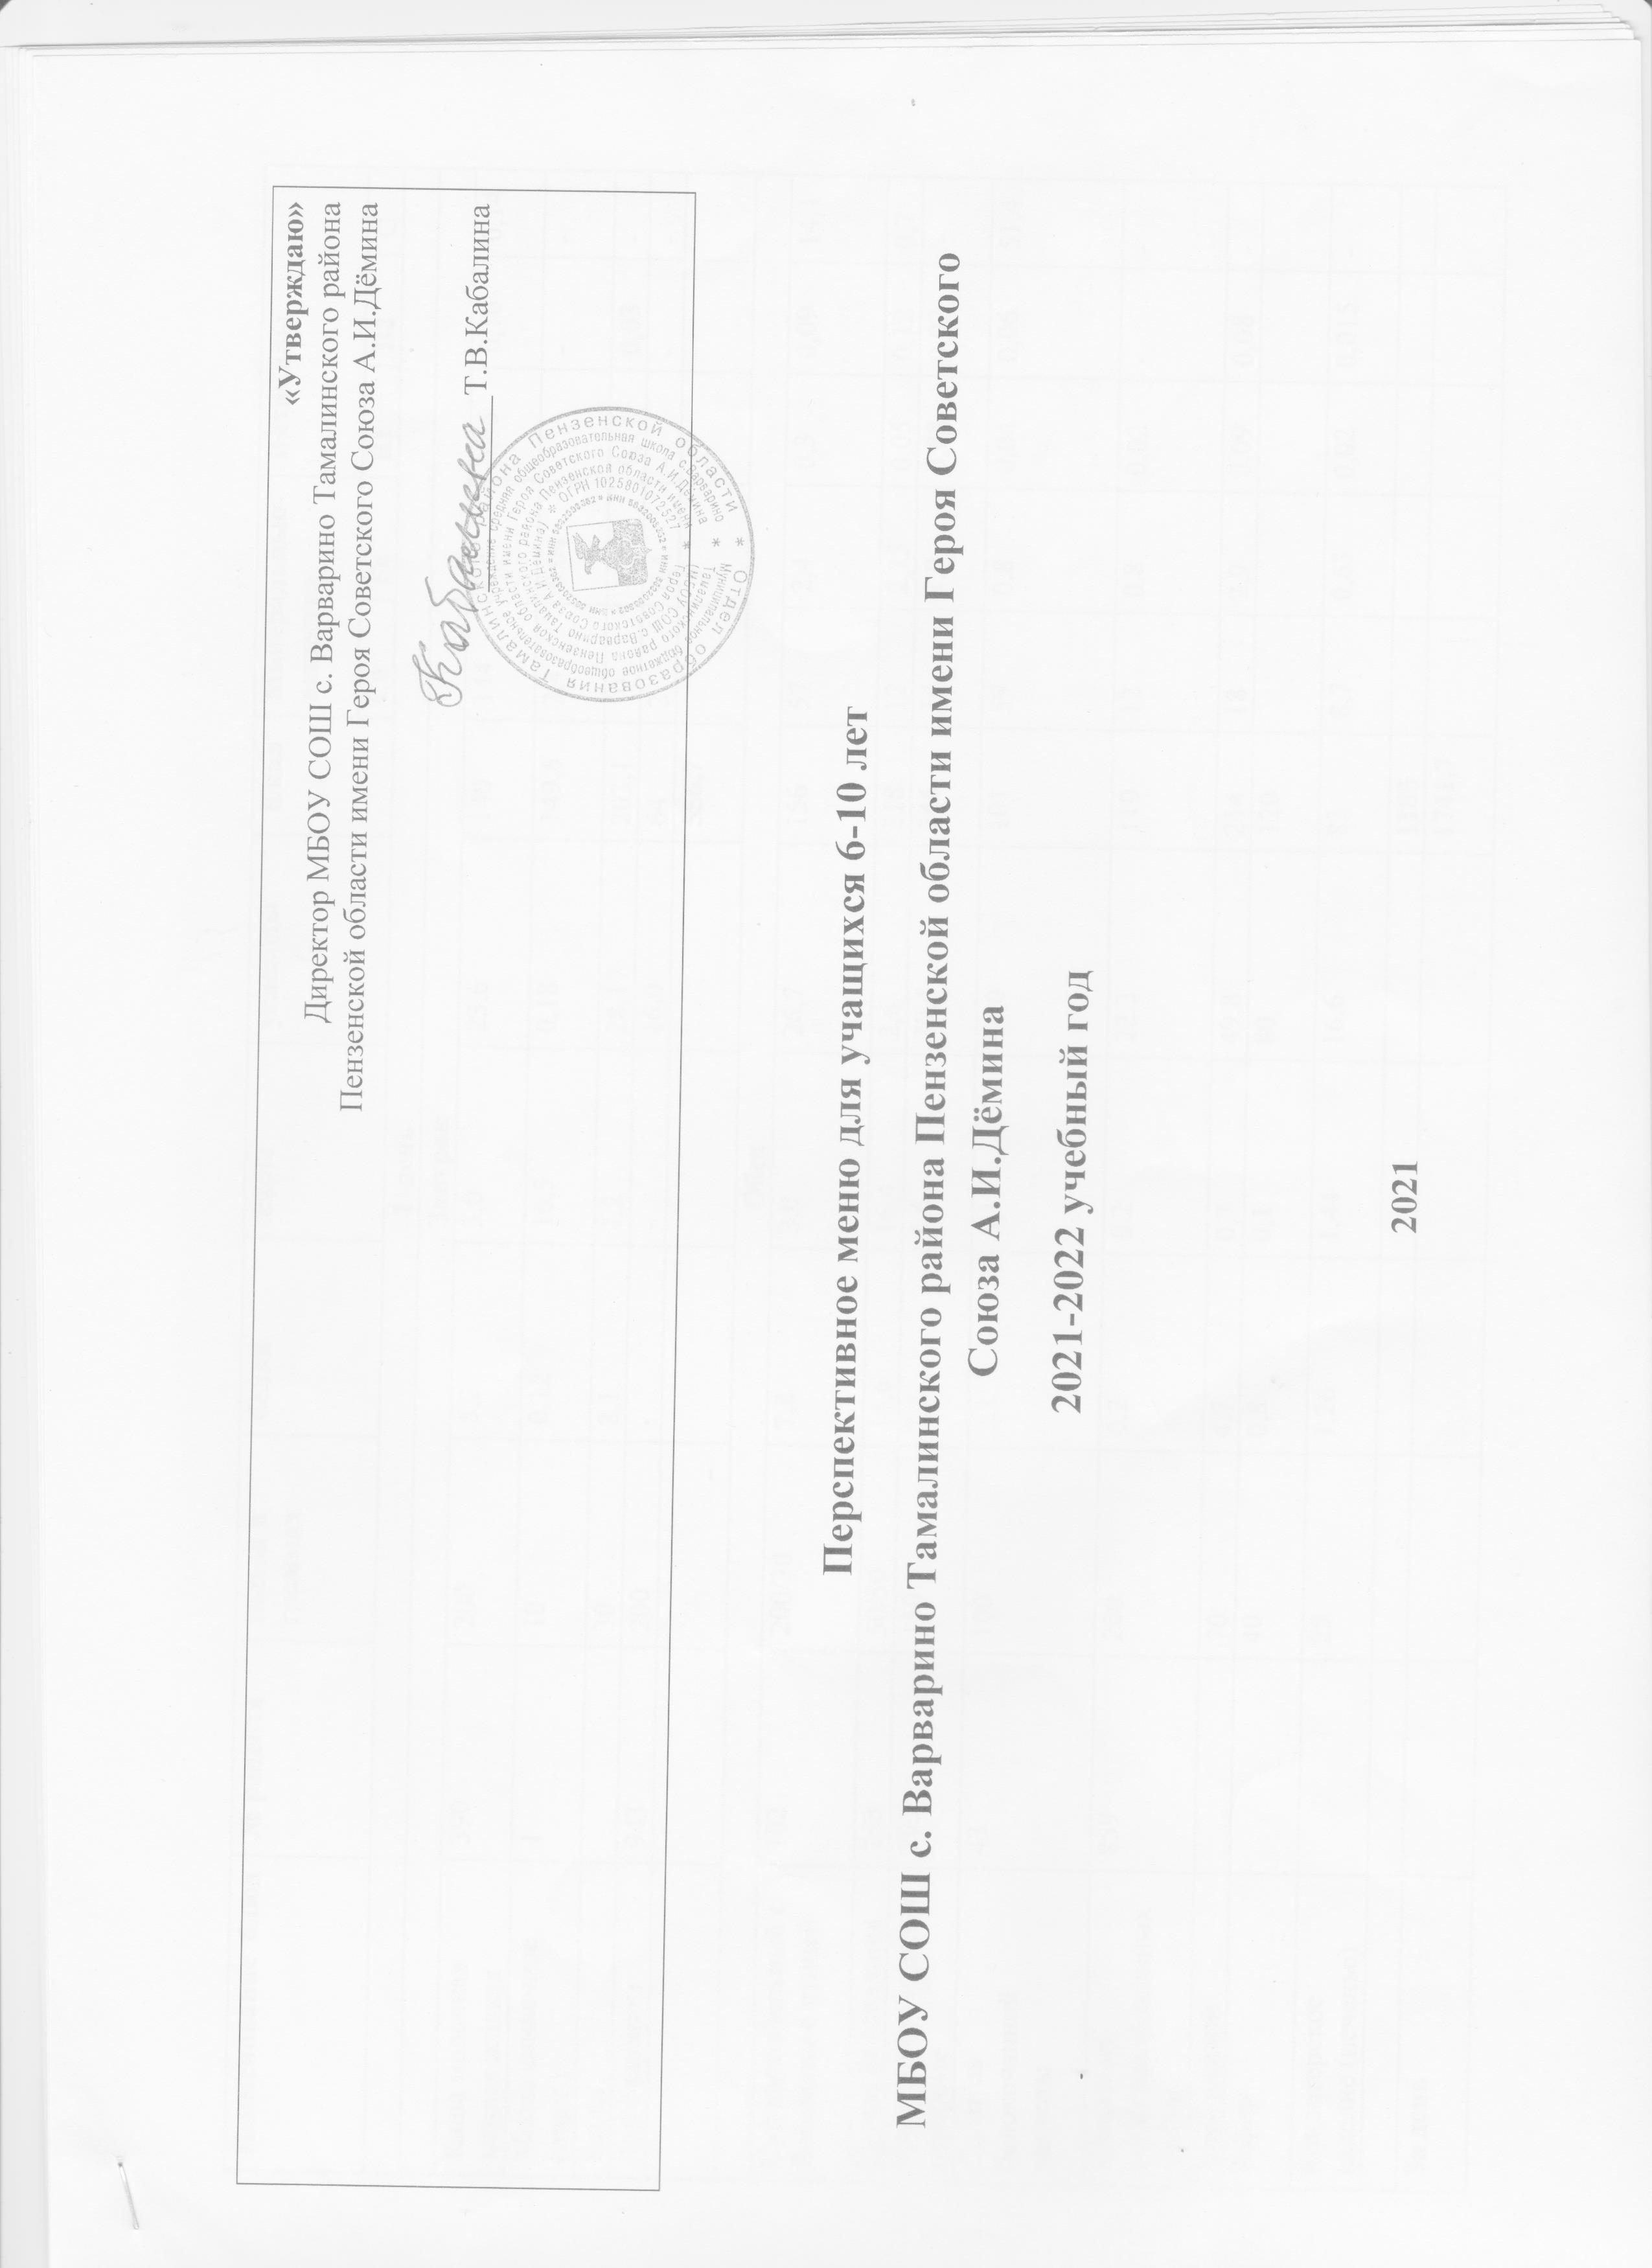 «Утверждаю»
Директор МБОУ СОШ с. Варварино Тамалинского района
Пензенской области имени Героя Советского Союза А.И.Дёмина
Кабалина Т.В.Кабалина
Перспективное меню для учащихся 6-10 лет
МБОУ СОШ с. Варварино Тамалинского района Пензенской области имени Героя Советского
Союза А.И.Дёмина
2021-2022 учебный год
2021